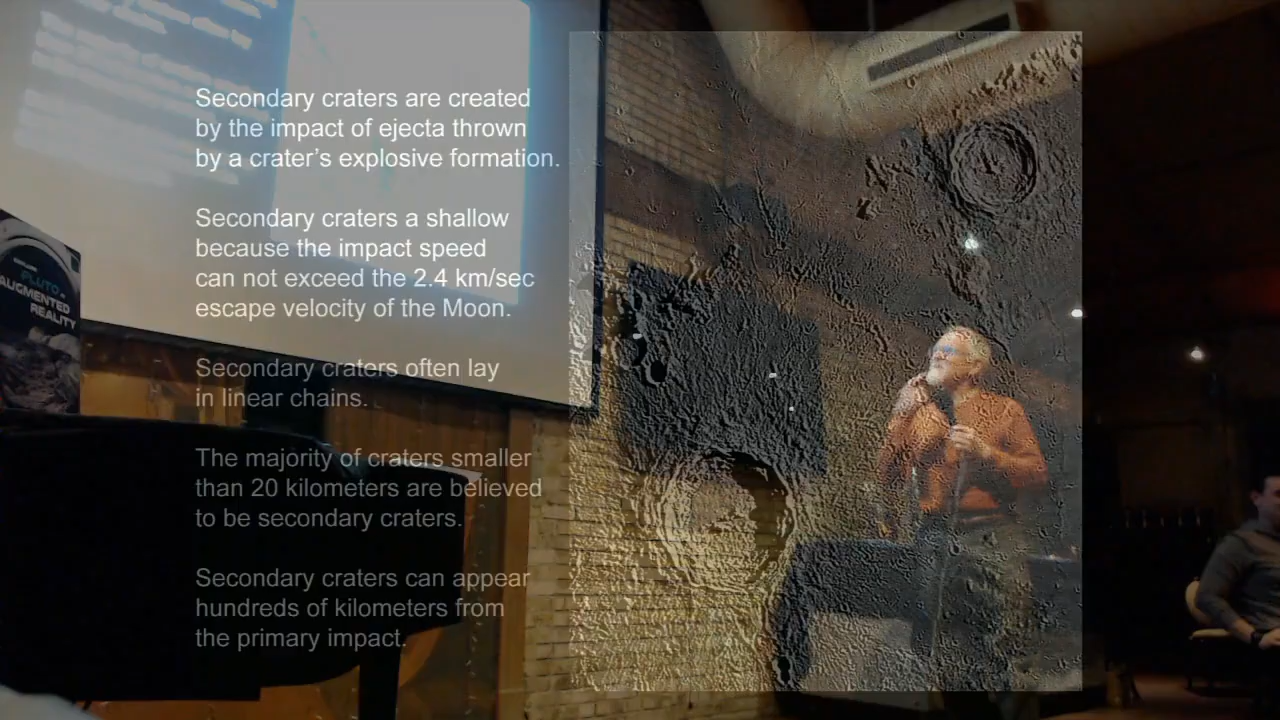 Secondary craters are created
by the impact of ejecta thrown
by a crater’s explosive formation.
Secondary craters a shallow
because the impact speed
can not exceed the 2.4 km/sec
escape velocity of the Moon.
Secondary craters often lay
in linear chains.
The majority of craters smaller
than 20 kilometers are believed
to be secondary craters.
Secondary craters can appear
hundreds of kilometers from
the primary impact.
PLUTO
AUGMENTED
REALITY